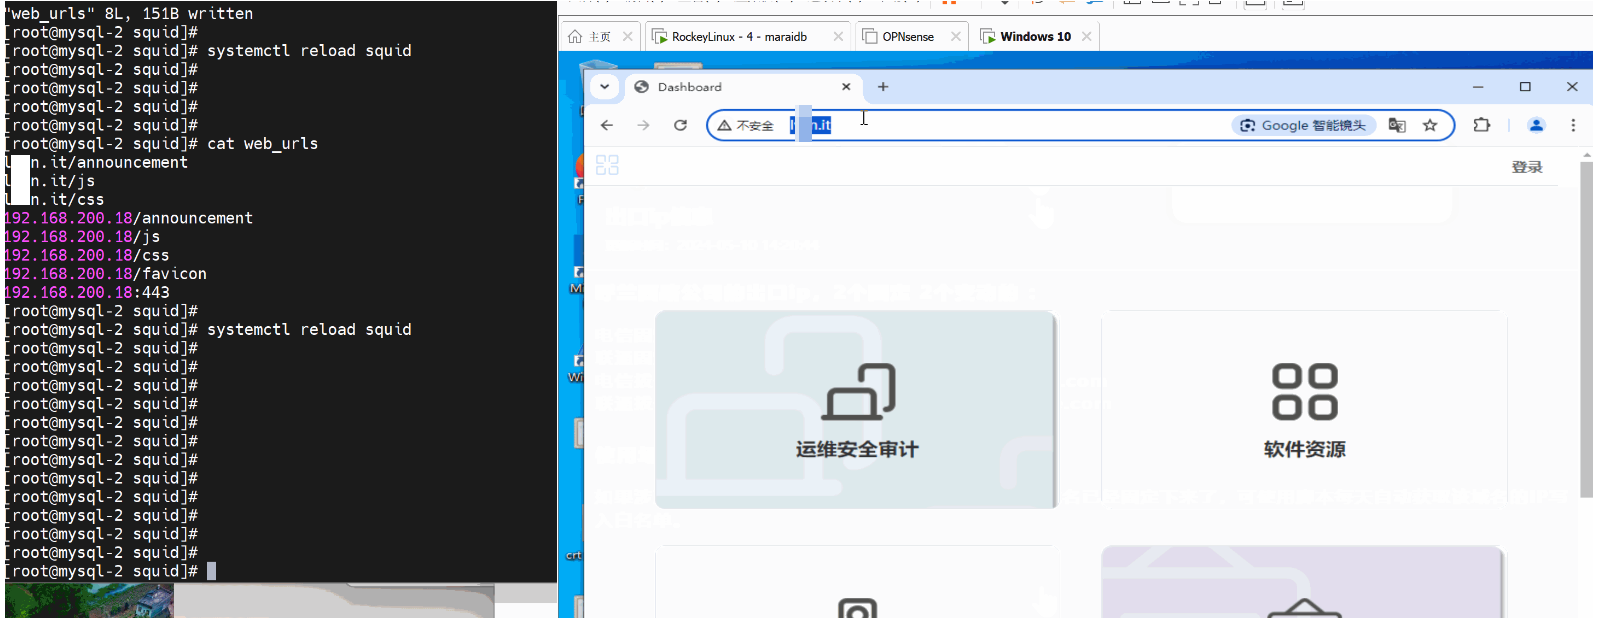 "web_urls" 8L, 151B written
[root@mysql-2 squid]#
[root@mysql-2 squid]# systemctl reload squid
[root@mysql-2 squid]#
[root@mysql-2 squid]#
[root@mysql-2 squid]#
[root@mysql-2 squid]#
[root@mysql-2 squid]# cat web_urls
l n.it/announcement
l n.it/js
l n.it/css
192.168.200.18/announcement
192.168.200.18/js
192.168.200.18/css
192.168.200.18/favicon
192.168.200.18:443
[root@mysql-2 squid]#
[root@mysql-2 squid]# systemctl reload squid
[root@mysql-2 squid]#
[root@mysql-2 squid]#
[root@mysql-2 squid]#
[root@mysql-2 squid]#
[root@mysql-2 squid]#
[root@mysql-2 squid]#
[root@mysql-2 squid]#
[root@mysql-2 squid]#
[root@mysql-2 squid]#
[root@mysql-2 squid]#
[root@mysql-2 squid]#
[root@mysql-2 squid]#
[root@mysql-2 squid]#
主页
RockeyLinux - 4 - maraidb
OPNsense
Windows 10
Dashboard
不安全
n.it
Google 智能镜头
登录
运维安全审计
软件资源
crt